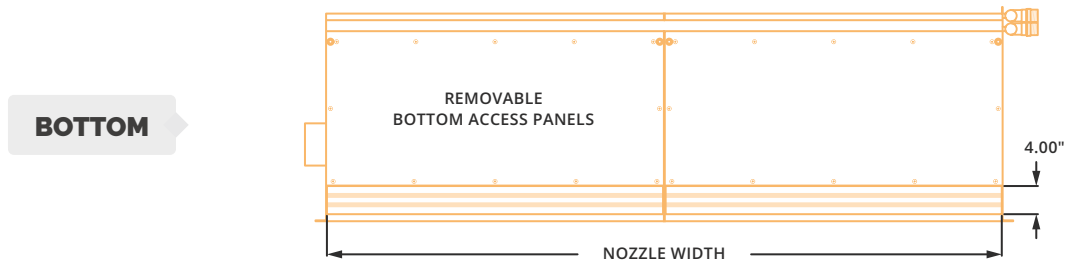 BOTTOM
REMOVABLE
BOTTOM ACCESS PANELS
4.00"
NOZZLE WIDTH